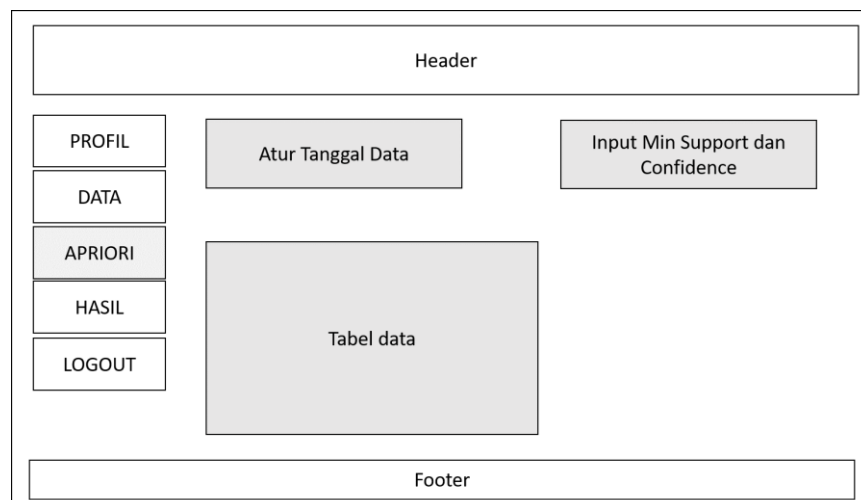 Header
PROFIL
DATA
APRIORI
HASIL
LOGOUT
Atur Tanggal Data
Input Min Support dan
Confidence
Tabel data
Footer